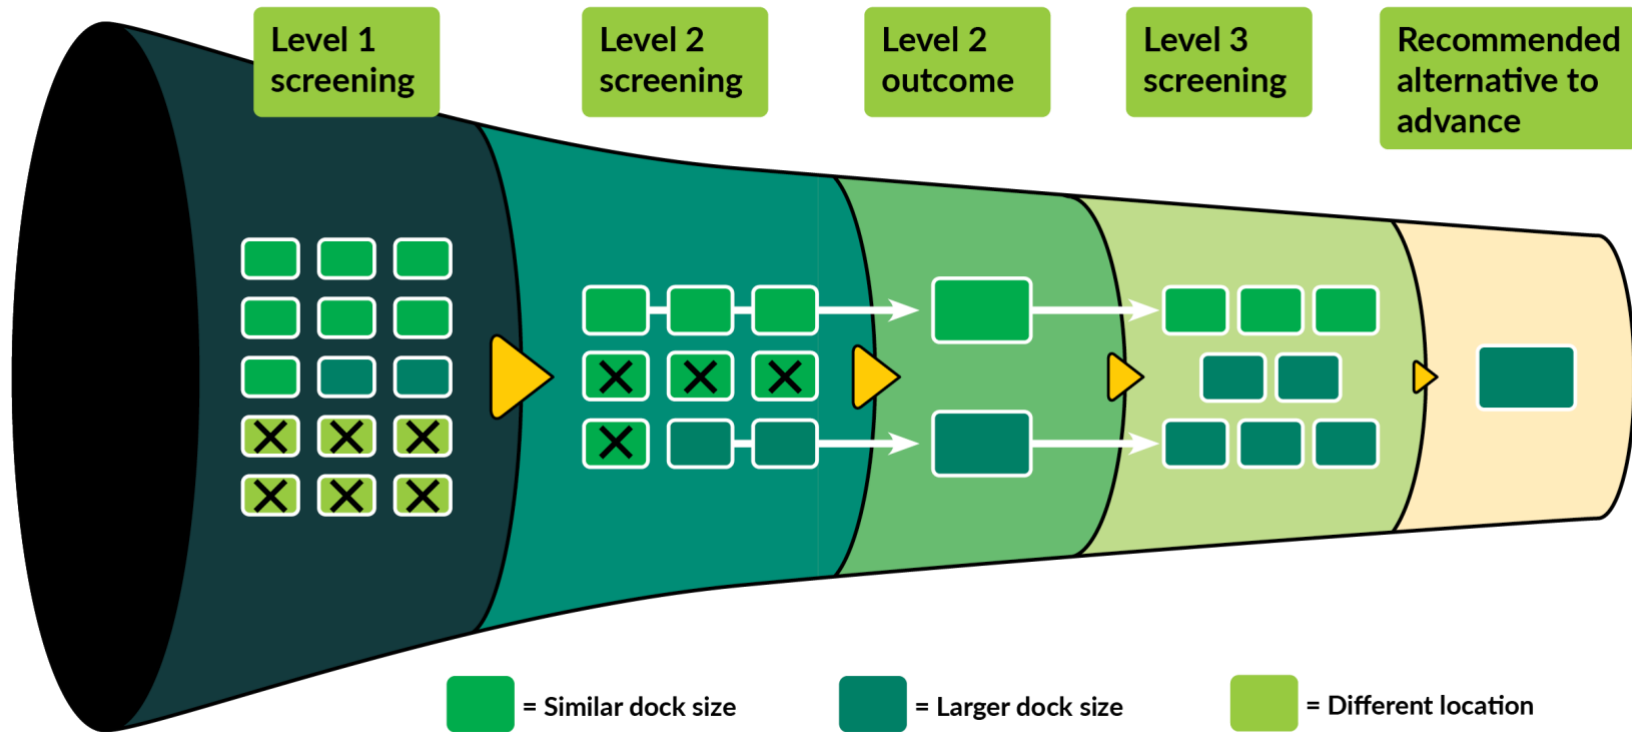 Level 1
screening
Level 2
screening
Level 2
outcome
Level 3
screening
Recommended
alternative to
advance
= Similar dock size
= Larger dock size
= Different location